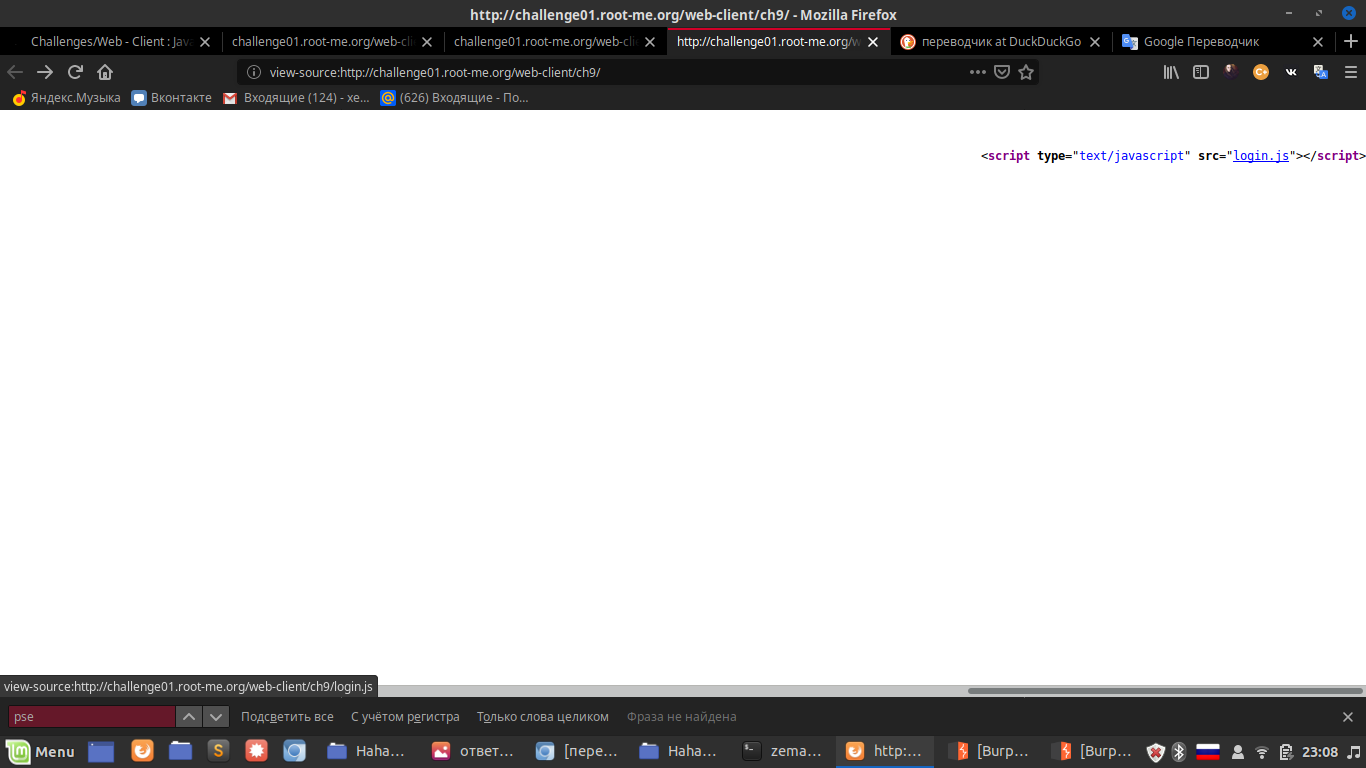 http://challenge01.root-me.org/web-client/ch9/ - Mozilla Firefox
Challenges/Web - Client : Java
challenge01.root-me.org/web-cli
challenge01.root-me.org/web-cli
http://challenge01.root-me.org/w
переводчик at DuckDuckGo
Google Переводчик
view-source:http://challenge01.root-me.org/web-client/ch9/
Яндекс.Музыка
Вконтакте
Входящие (124) - xe...
(626) Входящие - По...
<script type="text/javascript" src="login.js"></script>
view-source:http://challenge01.root-me.org/web-client/ch9/login.js
pse
Подсветить все
С учётом регистра
Только слова целиком
Фраза не найдена
Menu
Haha...
ответ...
[пере...
Haha...
zema...
http:...
[Burp...
[Burp...
23:08